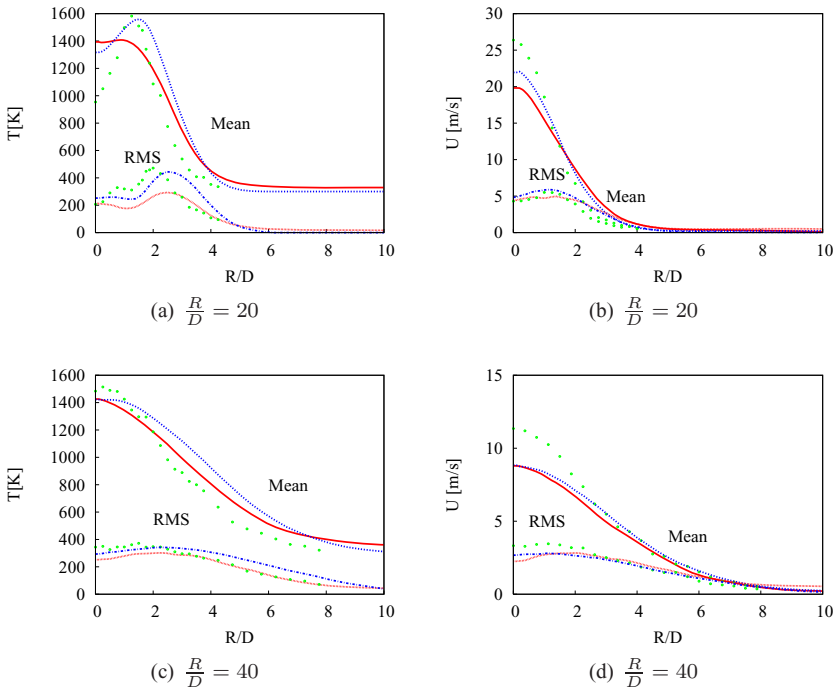 1600
1400
1200
1000
800
600
400
200
0
T[K]
Mean
RMS
0 2 4 6 8 10
R/D
(a) R/D = 20
30
25
20
15
10
5
0
U [m/s]
RMS
Mean
0 2 4 6 8 10
R/D
(b) R/D = 20
1600
1400
1200
1000
800
600
400
200
0
T[K]
Mean
RMS
0 2 4 6 8 10
R/D
(c) R/D = 40
15
10
5
0
U [m/s]
RMS
Mean
0 2 4 6 8 10
R/D
(d) R/D = 40